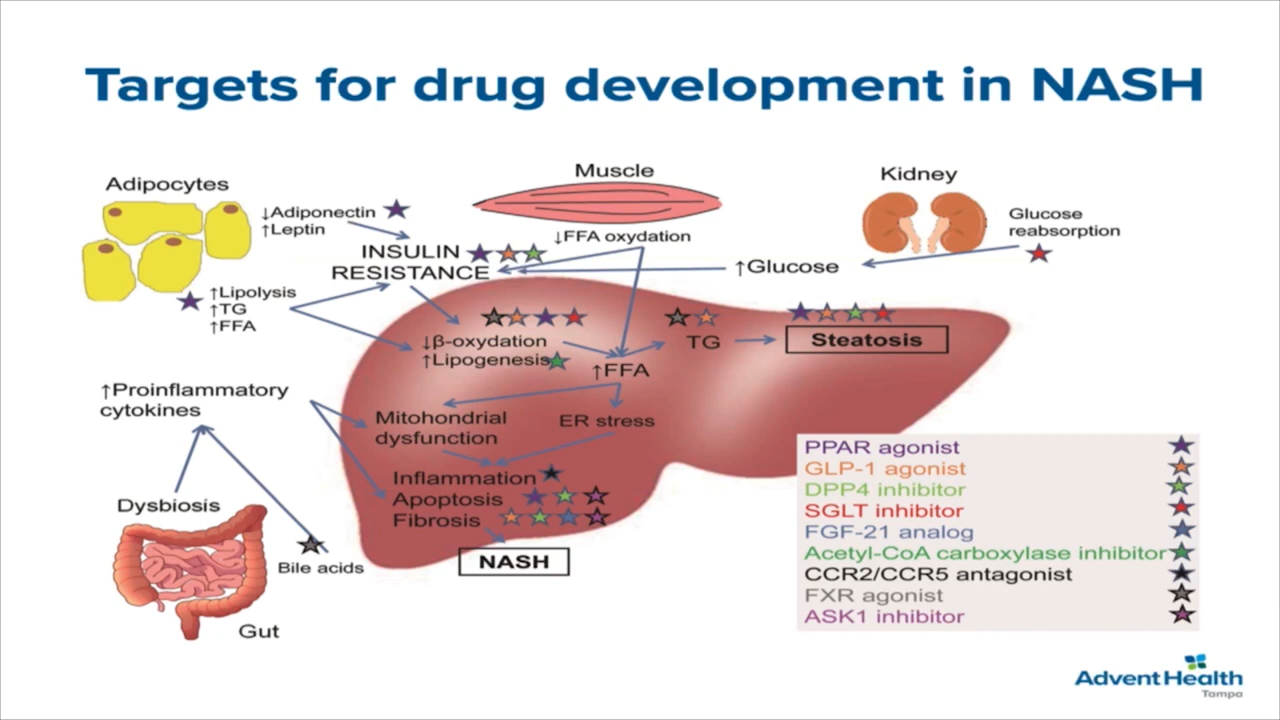 Targets for drug development in NASH
Adipocytes
↓Adiponectin
↑Leptin
Muscle
Kidney
Glucose
reabsorption
↓FFA oxydation
INSULIN
RESISTANCE
↑Glucose
↑Lipolysis
↑TG
↑FFA
↓β-oxydation
↑Lipogenesis
↑FFA
TG
Steatosis
↑Proinflammatory
cytokines
Mitohondrial
dysfunction
ER stress
Inflammation
Apoptosis
Fibrosis
NASH
Dysbiosis
Bile acids
Gut
PPAR agonist
GLP-1 agonist
DPP4 inhibitor
SGLT inhibitor
FGF-21 analog
Acetyl-CoA carboxylase inhibitor
CCR2/CCR5 antagonist
FXR agonist
ASK1 inhibitor
AdventHealth
Tampa